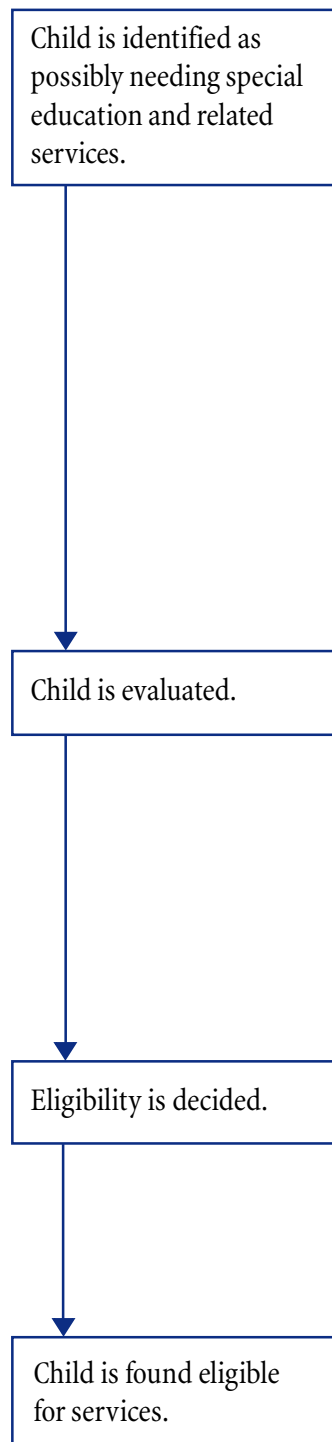 Child is identified as
possibly needing special
education and related
services.
Child is evaluated.
Eligibility is decided.
Child is found eligible
for services.